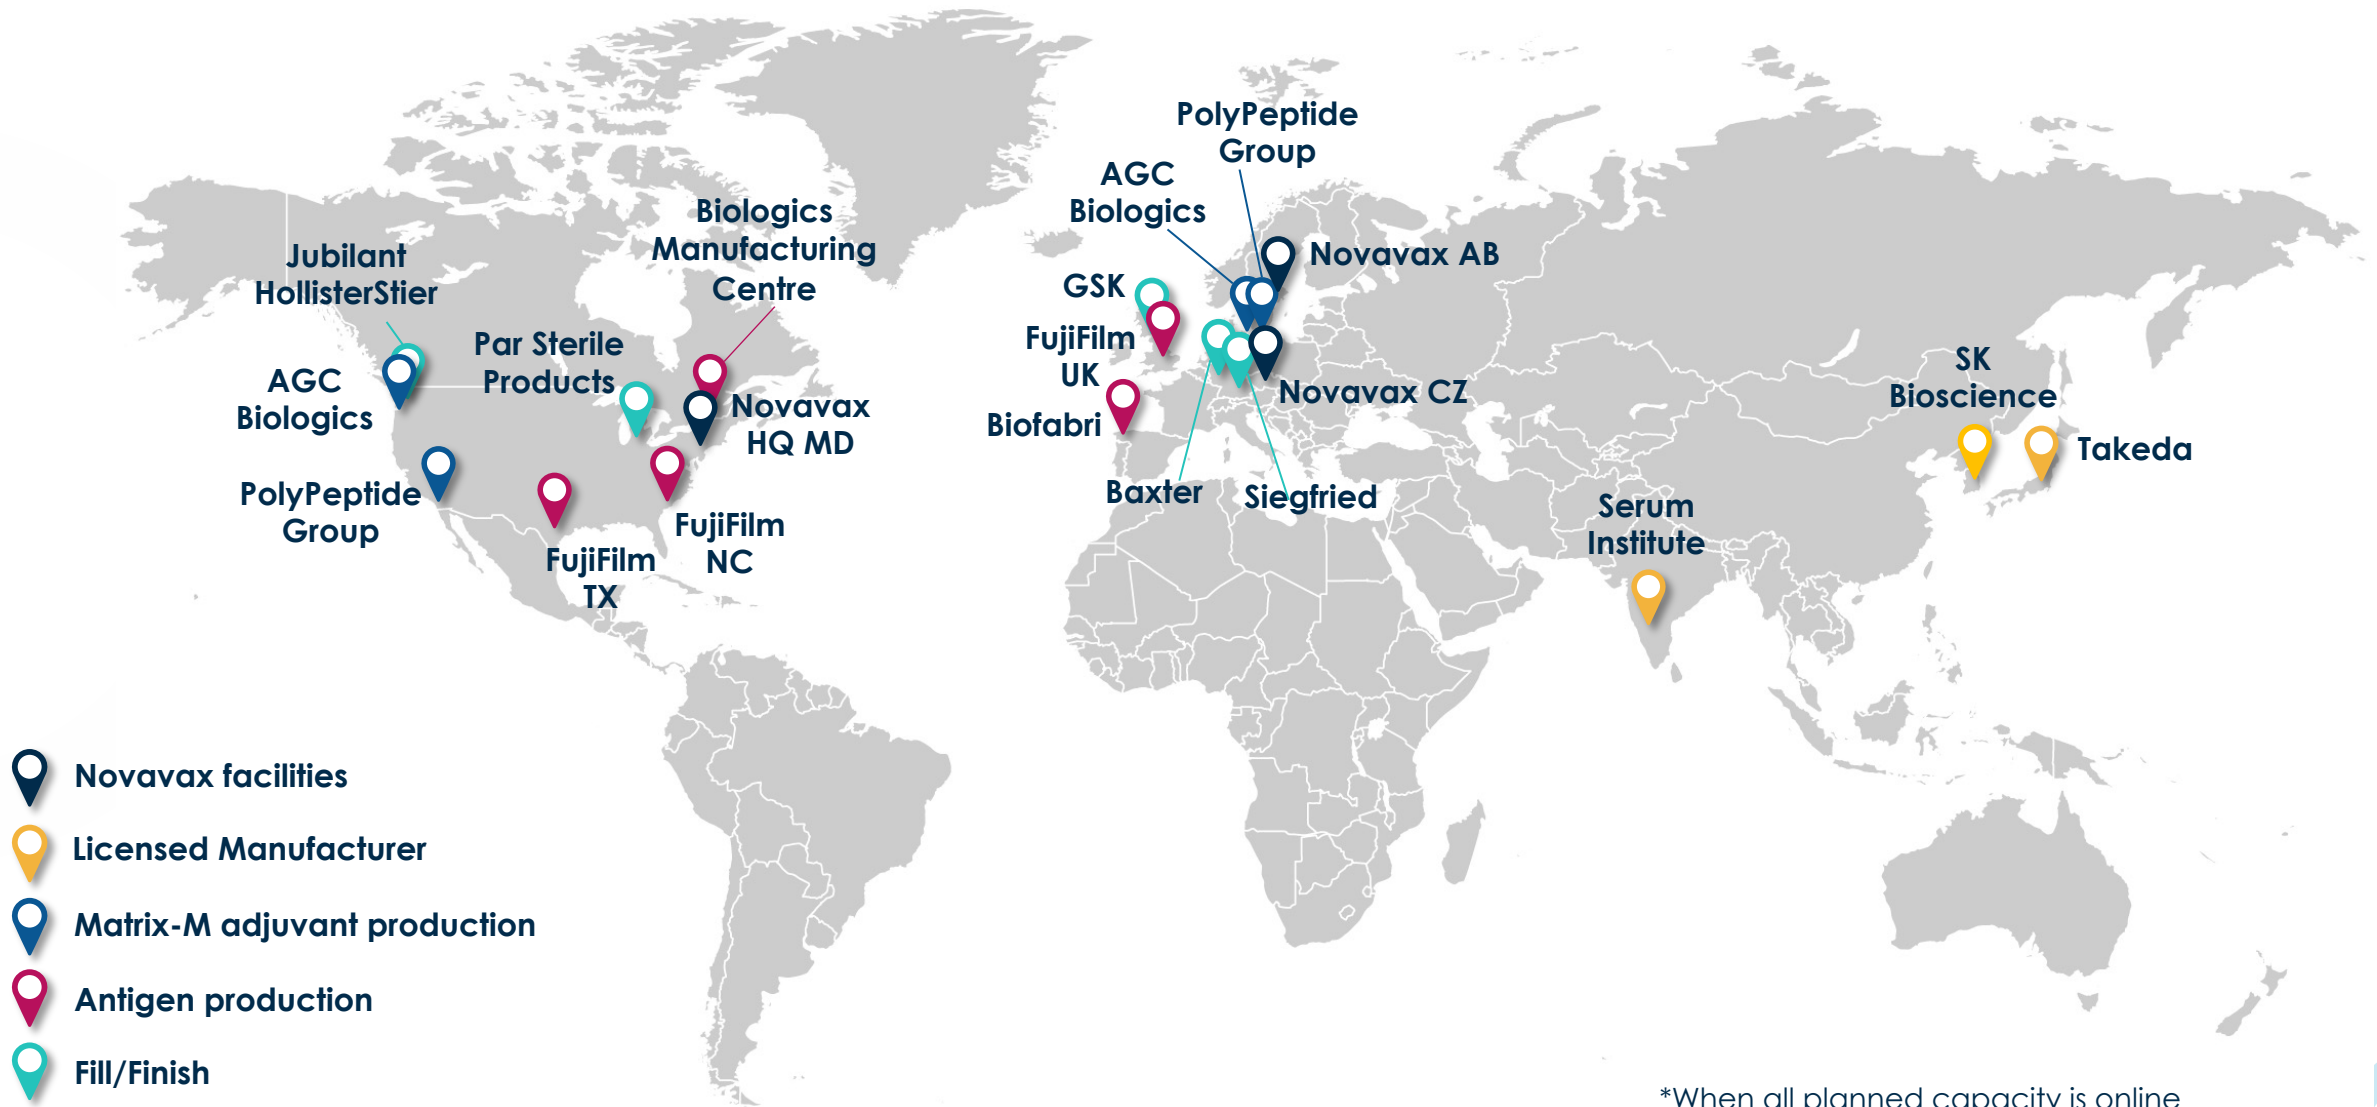 PolyPeptide
Group
AGC
Biologics
Novavax AB
GSK
FujiFilm
UK
Biofabri
Novavax CZ
Baxter
Siegfried
Biologics
Manufacturing
Centre
Jubilant
HollisterStier
Par Sterile
Products
AGC
Biologics
Novavax
HQ MD
PolyPeptide
Group
FujiFilm
TX
FujiFilm
NC
SK
Bioscience
Takeda
Serum
Institute
Novavax facilities
Licensed Manufacturer
Matrix-M adjuvant production
Antigen production
Fill/Finish
*When all planned capacity is online